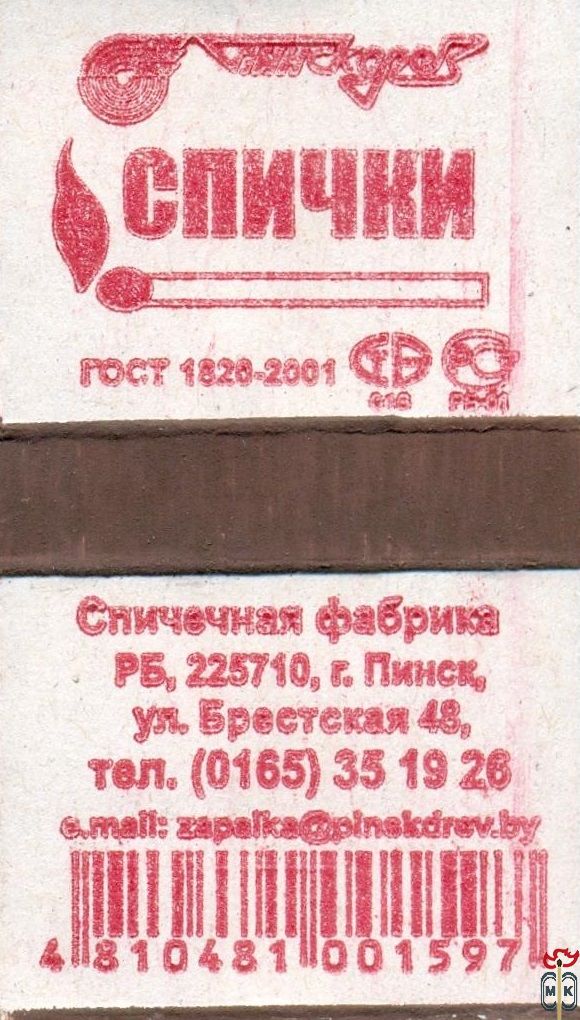 Пинскдрев
СПИЧКИ
ГОСТ 1820-2001
РСТ
Спичечная фабрика
РБ, 225710, г. Пинск,
ул. Брестская 48,
тел. (0165) 35 19 26
e.mail: zapalka@pinskdrev.by
4 810481 001597
М К